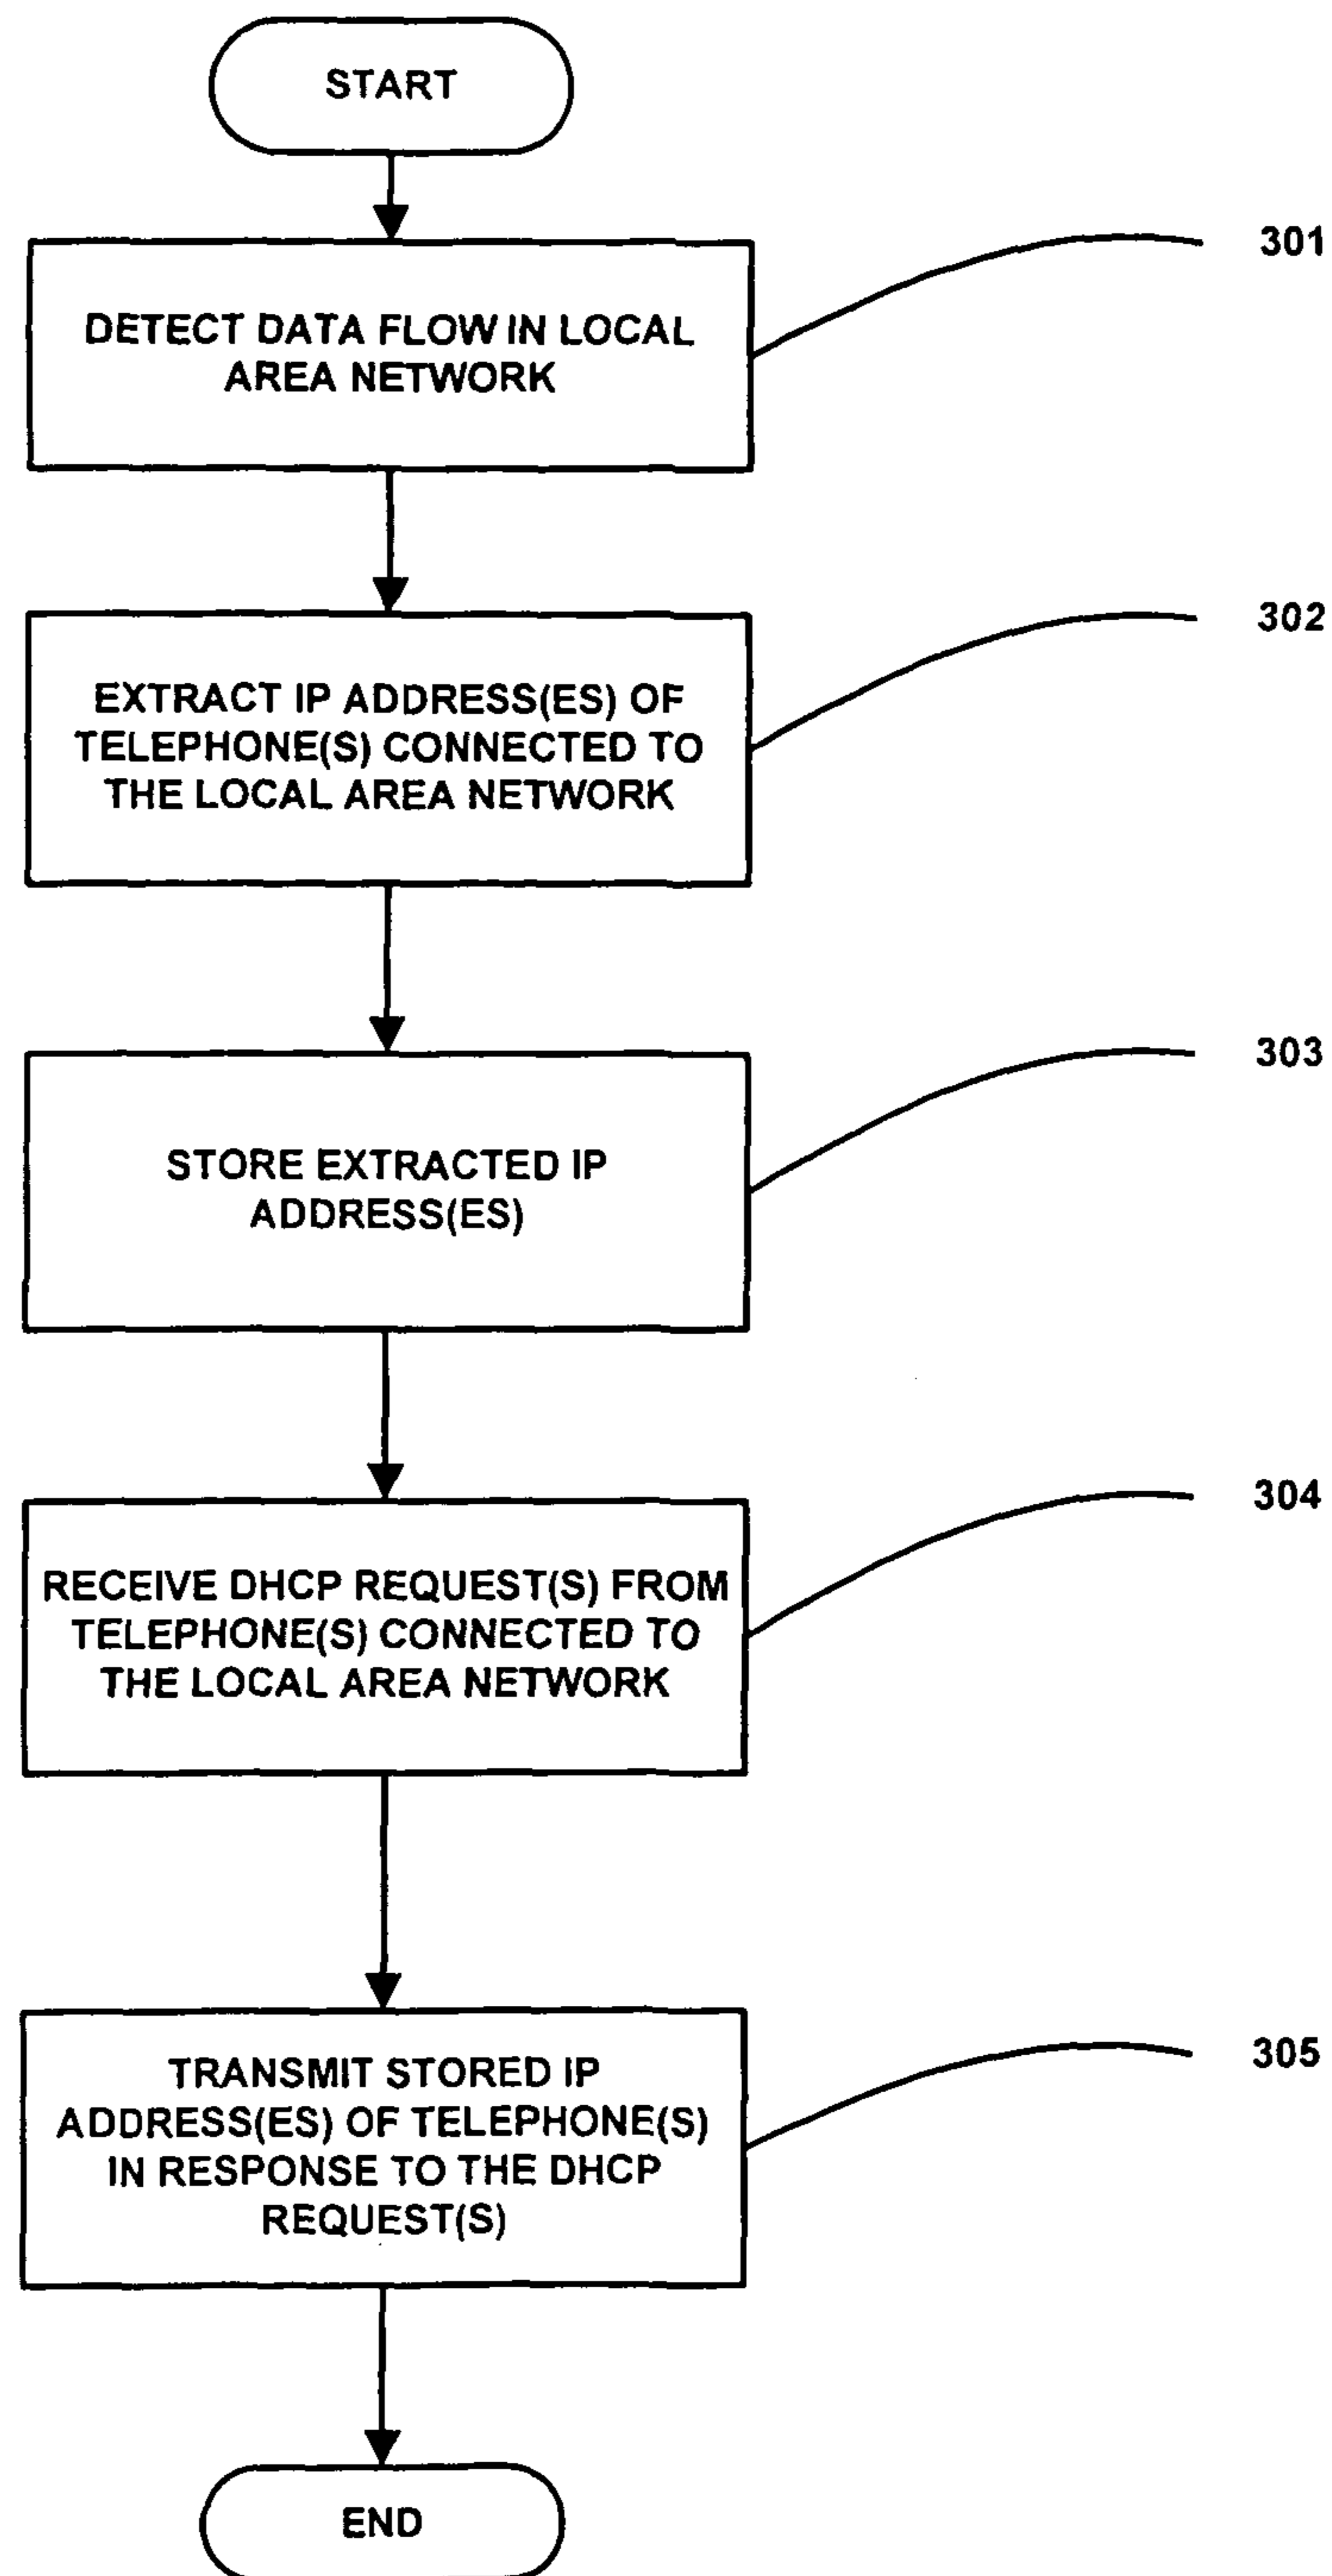 START
301
DETECT DATA FLOW IN LOCAL
AREA NETWORK
302
EXTRACT IP ADDRESS(ES) OF
TELEPHONE(S) CONNECTED TO
THE LOCAL AREA NETWORK
303
STORE EXTRACTED IP
ADDRESS(ES)
304
RECEIVE DHCP REQUEST(S) FROM
TELEPHONE(S) CONNECTED TO
THE LOCAL AREA NETWORK
305
TRANSMIT STORED IP
ADDRESS(ES) OF TELEPHONE(S)
IN RESPONSE TO THE DHCP
REQUEST(S)
END